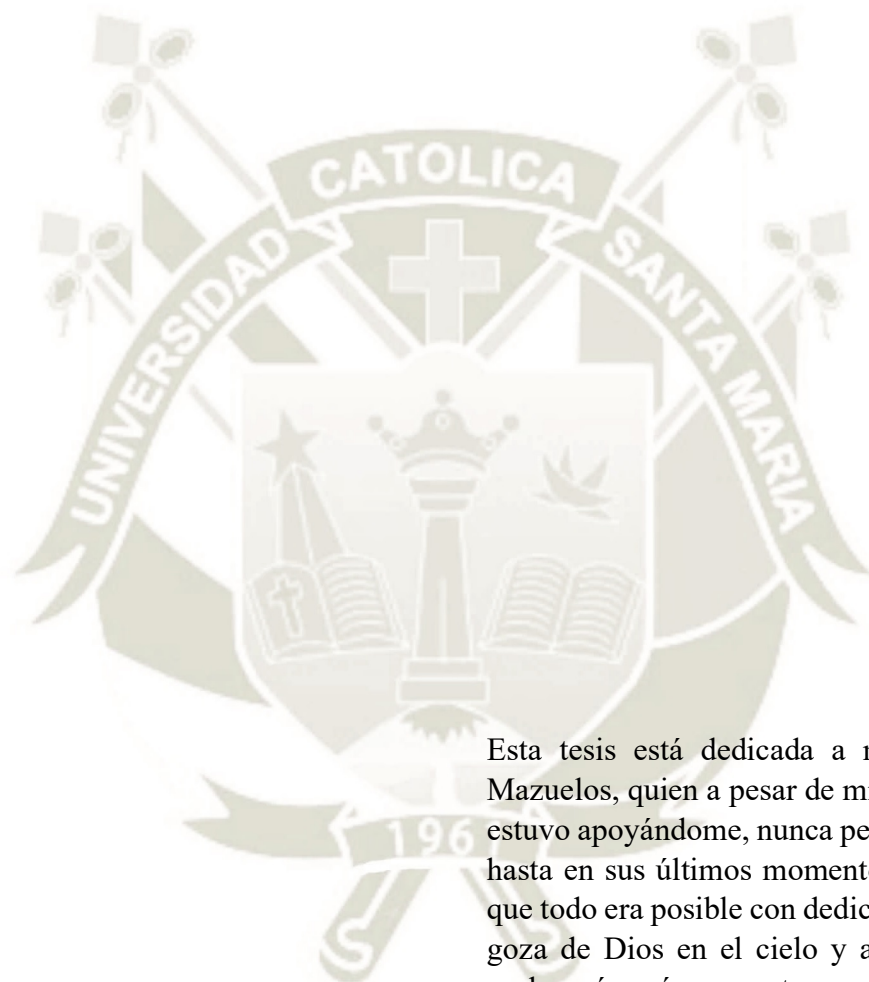 UNIVERSIDAD CATOLICA SANTA MARIA
Esta tesis está dedicada a
Mazuelos, quien a pesar de
estuvo apoyándome, nunca
hasta en sus últimos
que todo era posible con
goza de Dios en el cielo y
196